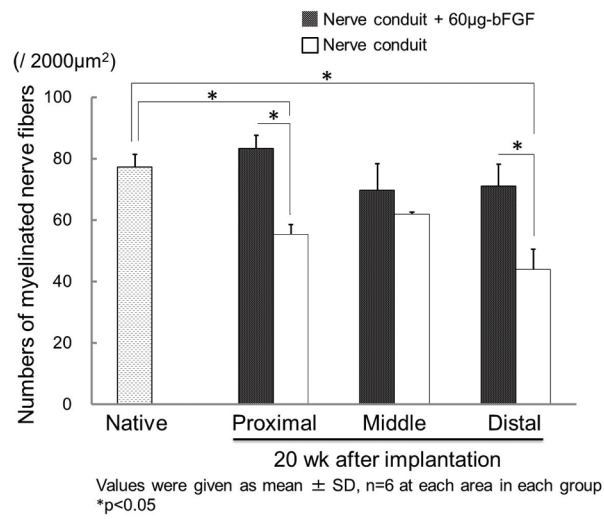 Nerve conduit + 60μg-bFGF
Nerve conduit
(/ 2000μm²)
Numbers of myelinated nerve fibers
100
80
60
40
20
0
*
*
*
*
Native Proximal Middle Distal
20 wk after implantation
Values were given as mean ± SD, n=6 at each area in each group
*p<0.05